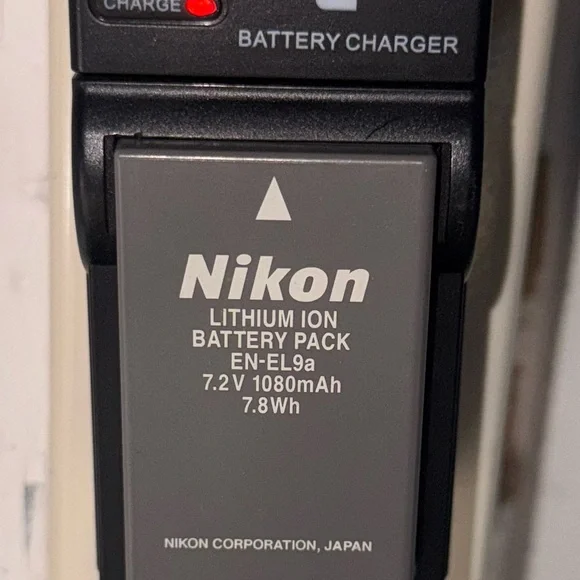 CHARGE
BATTERY CHARGER
Nikon
LITHIUM ION
BATTERY PACK
EN-EL9a
7.2V 1080mAh
7.8Wh
NIKON CORPORATION, JAPAN